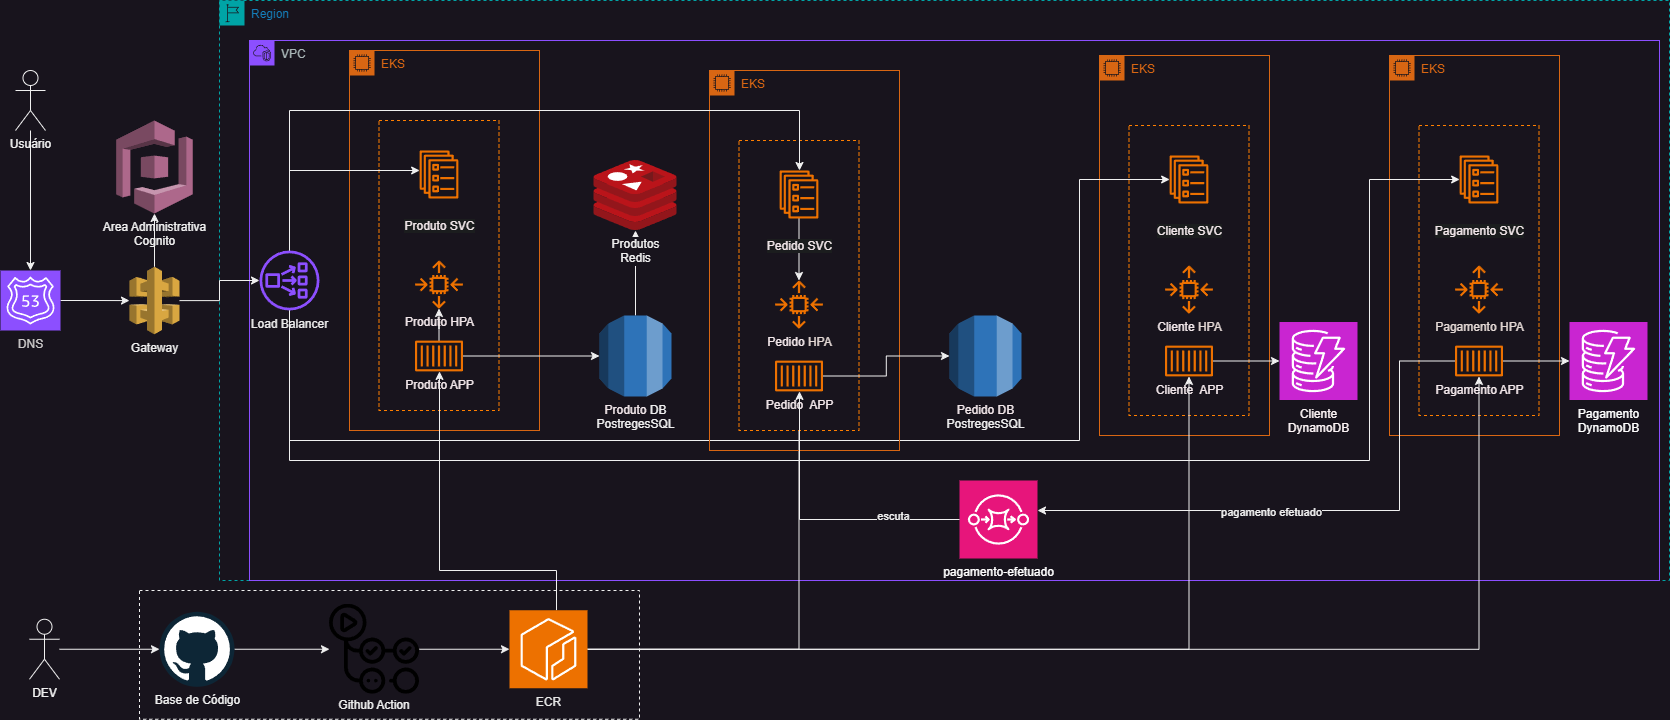 Region
VPC
EKS
EKS
EKS
EKS
Usuário
Area Administrativa
Cognito
53
DNS
Gateway
Load Balancer
Produto SVC
Produto HPA
Produto APP
Produtos
Redis
Produto DB
PostregesSQL
Pedido SVC
Pedido HPA
Pedido  APP
Pedido DB
PostregesSQL
Cliente SVC
Cliente HPA
Cliente  APP
Cliente
DynamoDB
Pagamento SVC
Pagamento HPA
Pagamento APP
Pagamento
DynamoDB
escuta
pagamento efetuado
pagamento-efetuado
DEV
Base de Código
Github Action
ECR